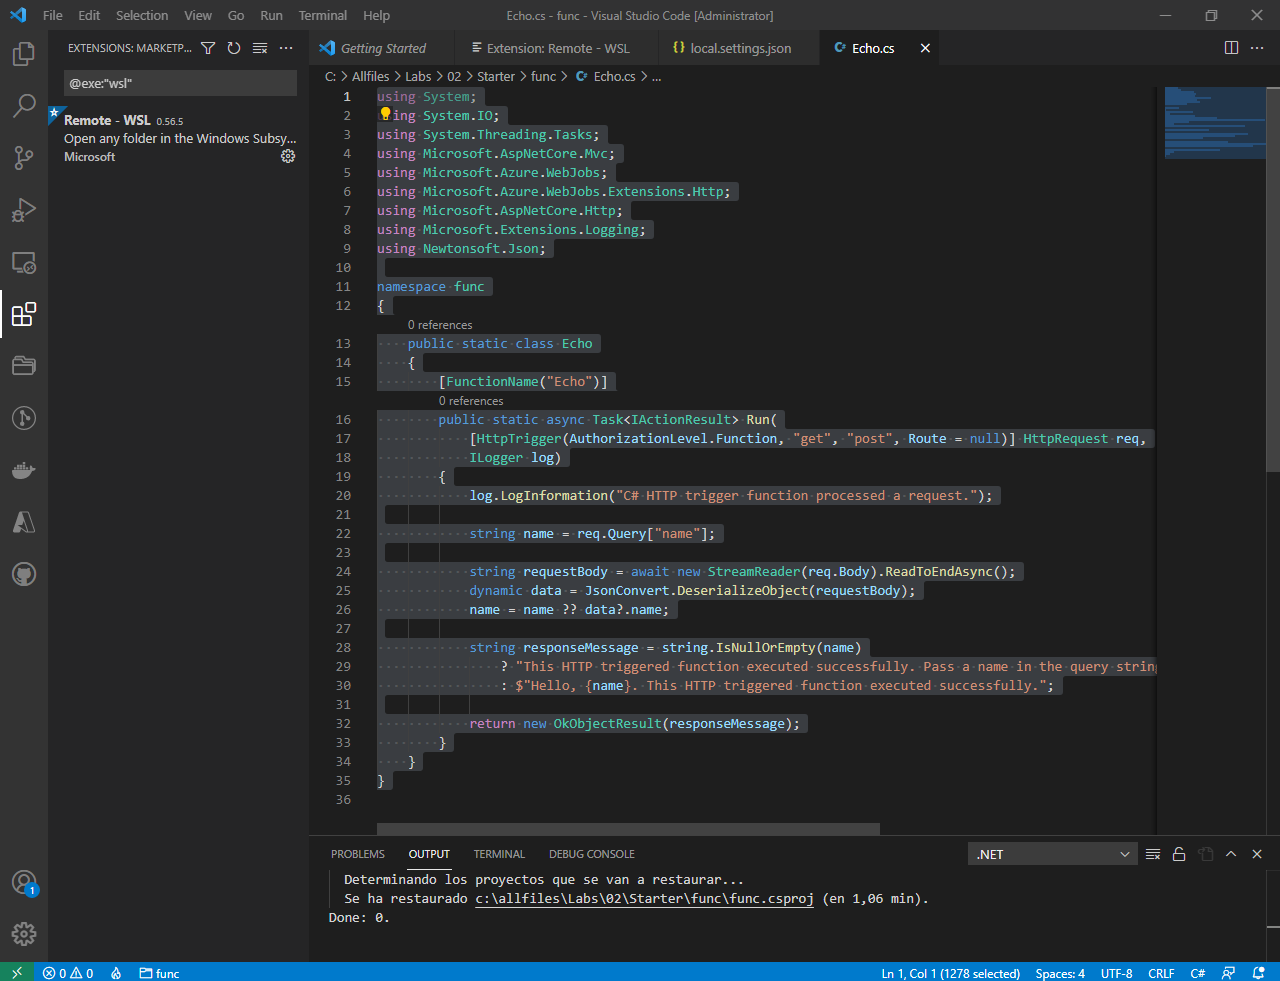 File Edit Selection View Go Run Terminal Help Echo.cs - func - Visual Studio Code [Administrator]
EXTENSIONS: MARKETP...
@exe:"wsl"
Remote - WSL 0.56.5
Open any folder in the Windows Subsy...
Microsoft
Getting Started Extension: Remote - WSL {} local.settings.json Echo.cs
C: > Allfiles > Labs > 02 > Starter > func > Echo.cs > ...
1 using System;
2 ing System.IO;
3 using System.Threading.Tasks;
4 using Microsoft.AspNetCore.Mvc;
5 using Microsoft.Azure.WebJobs;
6 using Microsoft.Azure.WebJobs.Extensions.Http;
7 using Microsoft.AspNetCore.Http;
8 using Microsoft.Extensions.Logging;
9 using Newtonsoft.Json;
10
11 namespace func
12 {
0 references
13 public static class Echo
14 {
15 [FunctionName("Echo")]
0 references
16 public static async Task<IActionResult> Run(
17 [HttpTrigger(AuthorizationLevel.Function, "get", "post", Route = null)] HttpRequest req,
18 ILogger log)
19 {
20 log.LogInformation("C# HTTP trigger function processed a request.");
21
22 string name = req.Query["name"];
23
24 string requestBody = await new StreamReader(req.Body).ReadToEndAsync();
25 dynamic data = JsonConvert.DeserializeObject(requestBody);
26 name = name ?? data?.name;
27
28 string responseMessage = string.IsNullOrEmpty(name)
29 ? "This HTTP triggered function executed successfully. Pass a name in the query strin
30 : $"Hello, {name}. This HTTP triggered function executed successfully.";
31
32 return new OkObjectResult(responseMessage);
33 }
34 }
35 }
36
PROBLEMS OUTPUT TERMINAL DEBUG CONSOLE .NET
Determinando los proyectos que se van a restaurar...
Se ha restaurado c:\allfiles\Labs\02\Starter\func\func.csproj (en 1,06 min).
Done: 0.
1
0 0 func Ln 1, Col 1 (1278 selected) Spaces: 4 UTF-8 CRLF C#